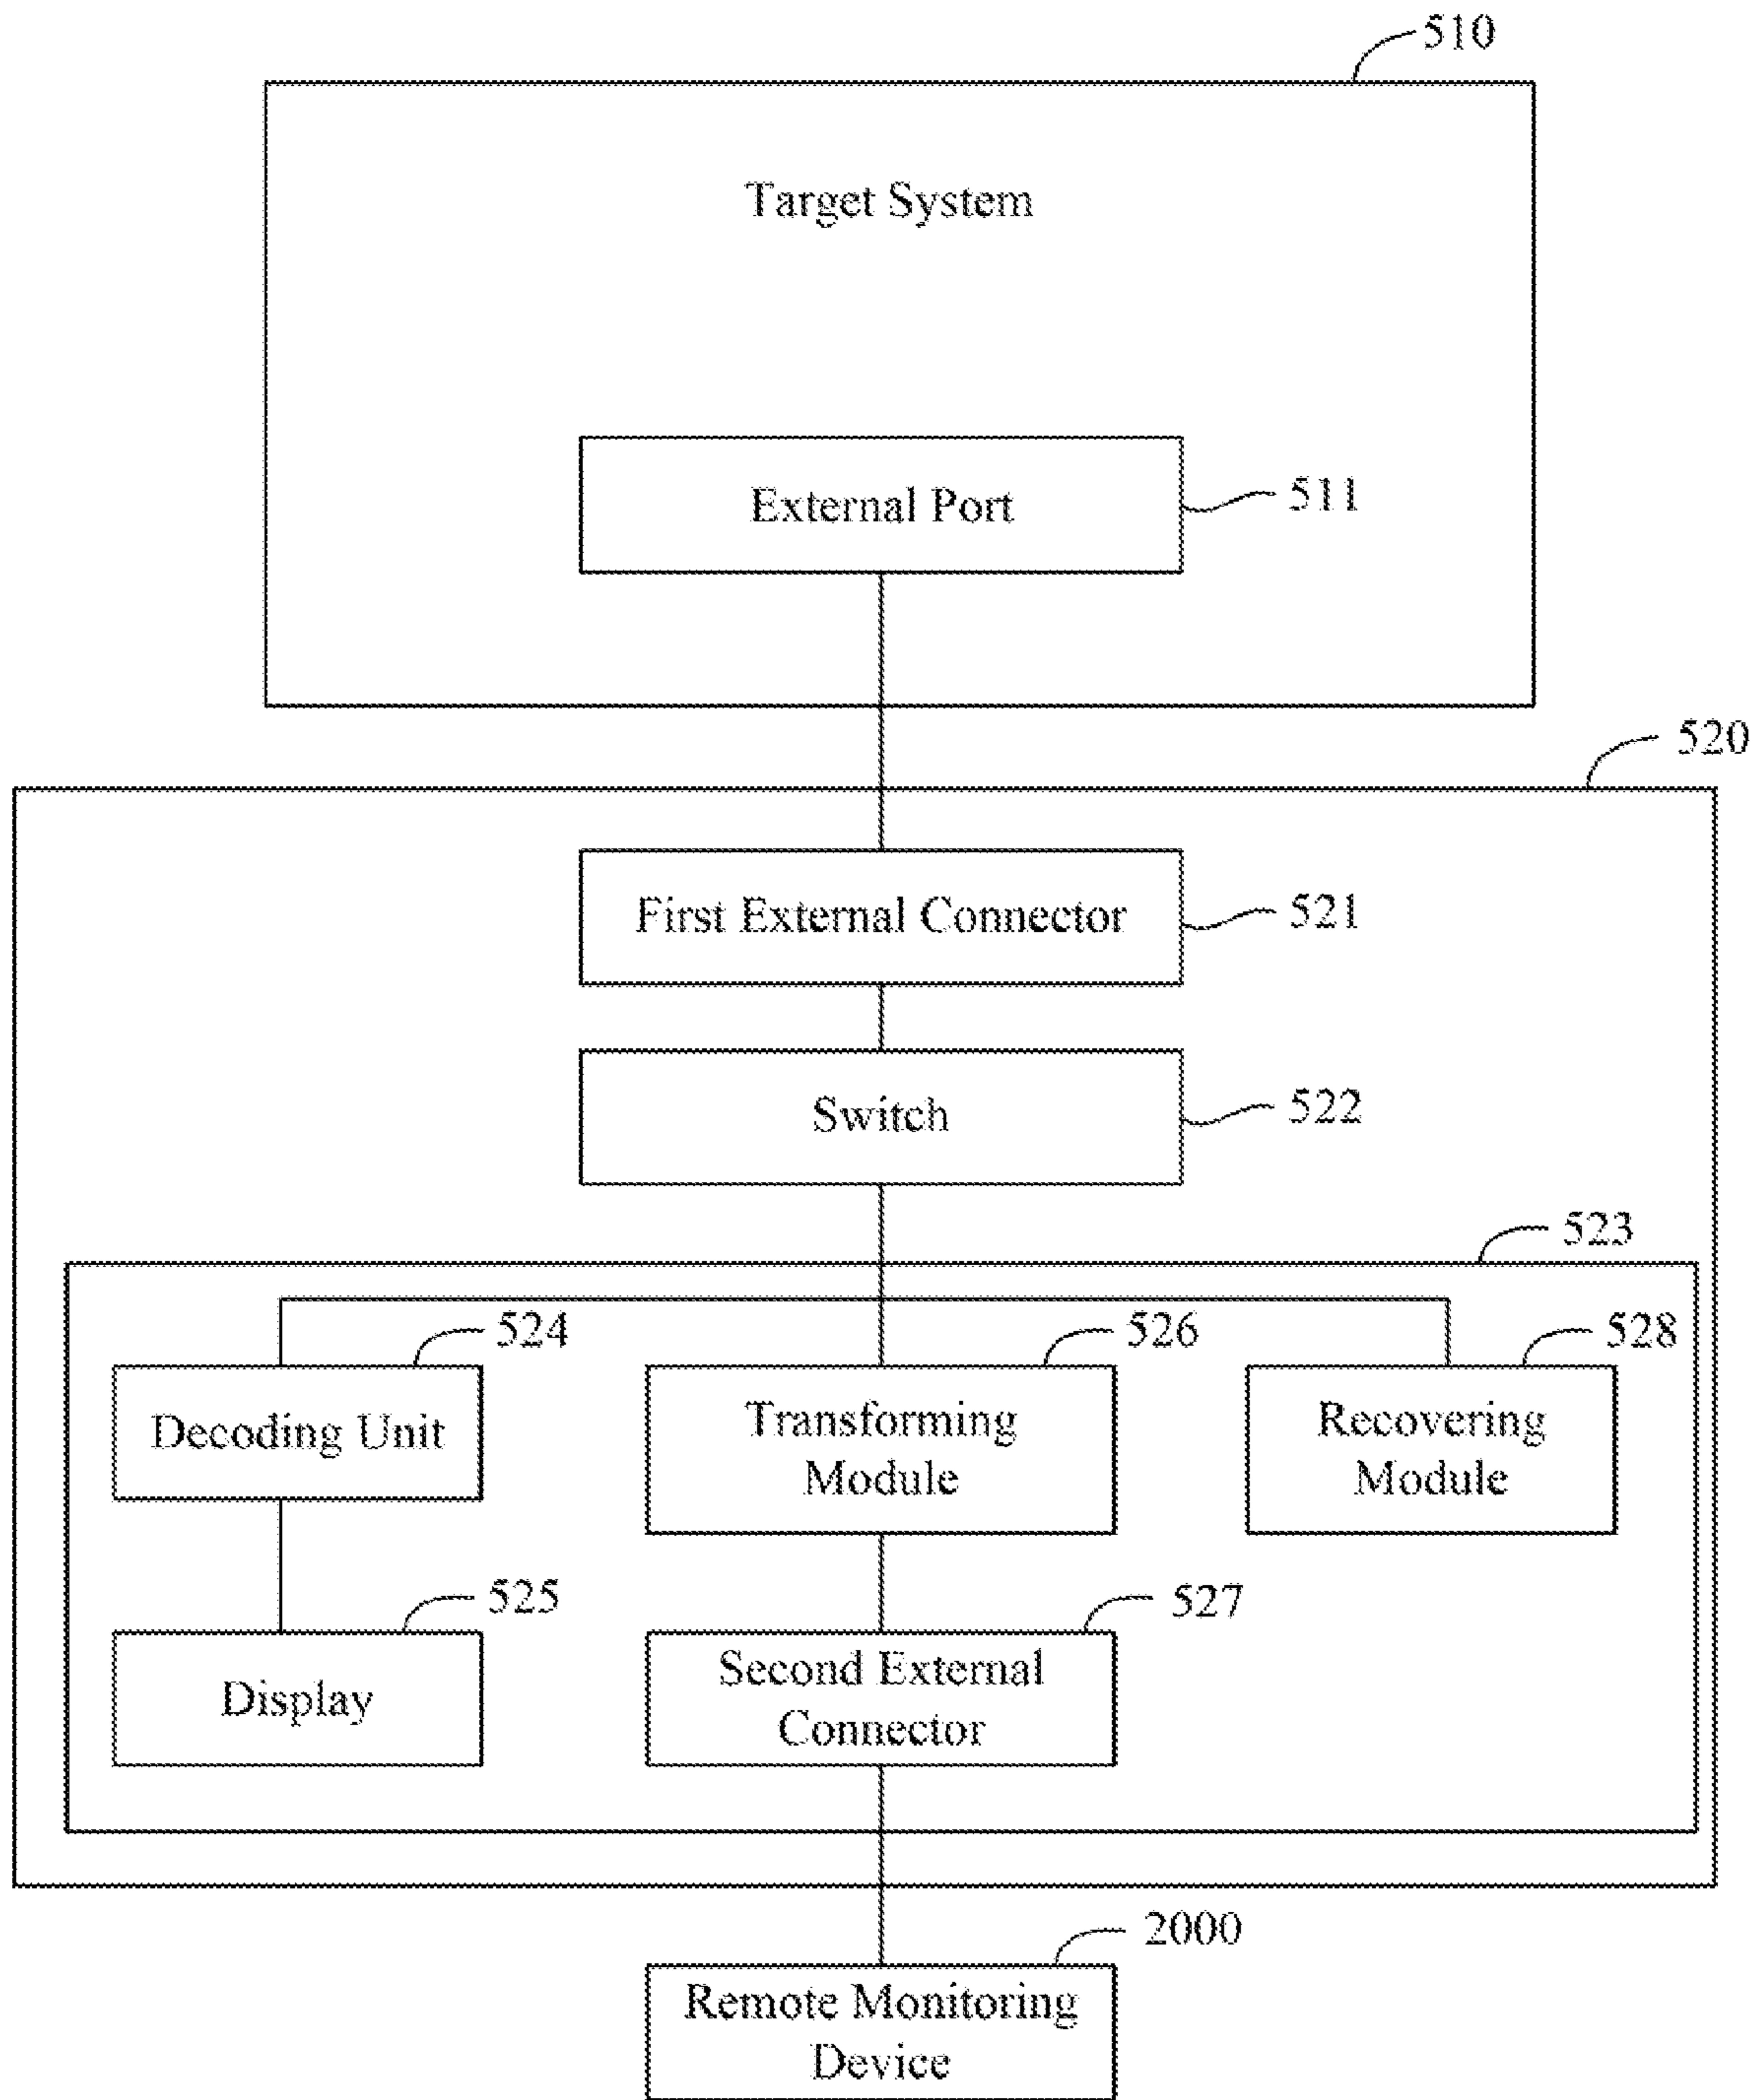 510
Target System
External Port
511
520
First External Connector
521
Switch
522
523
524
526
528
Decoding Unit
Transforming
Module
Recovering
Module
525
527
Display
Second External
Connector
2000
Remote Monitoring
Device